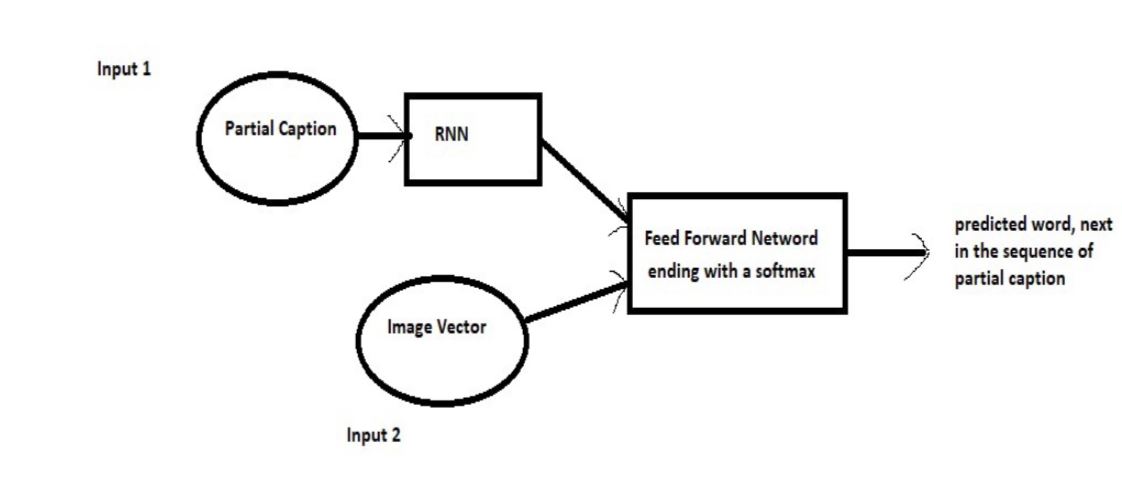 Input 1
Partial Caption
RNN
Feed Forward Netword
ending with a softmax
predicted word, next
in the sequence of
partial caption
Image Vector
Input 2